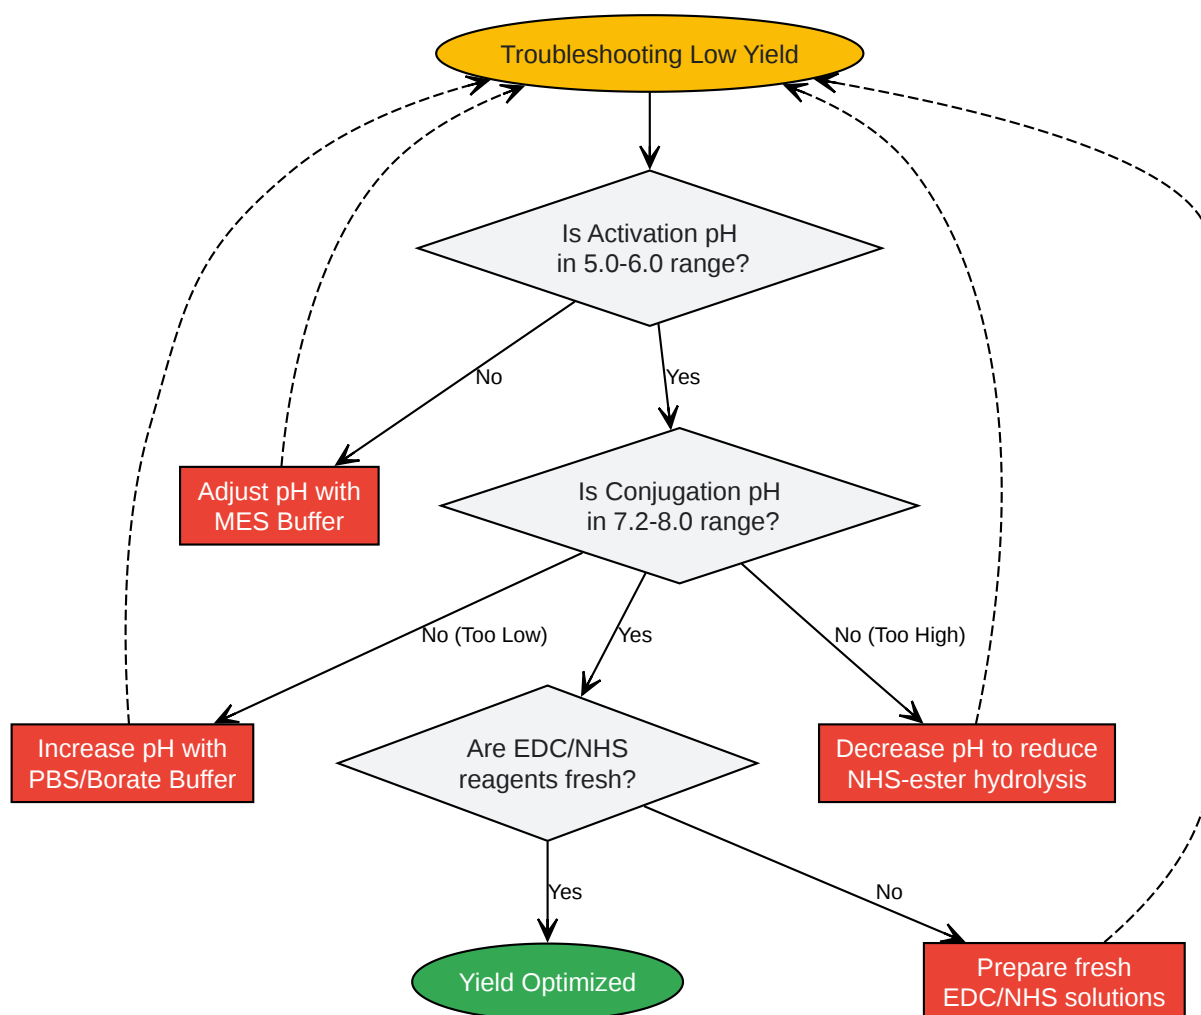 Troubleshooting Low Yield
Is Activation pH
in 5.0-6.0 range?
No
Yes
Adjust pH with
MES Buffer
Is Conjugation pH
in 7.2-8.0 range?
No (Too Low)
Yes
No (Too High)
Increase pH with
PBS/Borate Buffer
Are EDC/NHS
reagents fresh?
Decrease pH to reduce
NHS-ester hydrolysis
Yes
No
Yield Optimized
Prepare fresh
EDC/NHS solutions